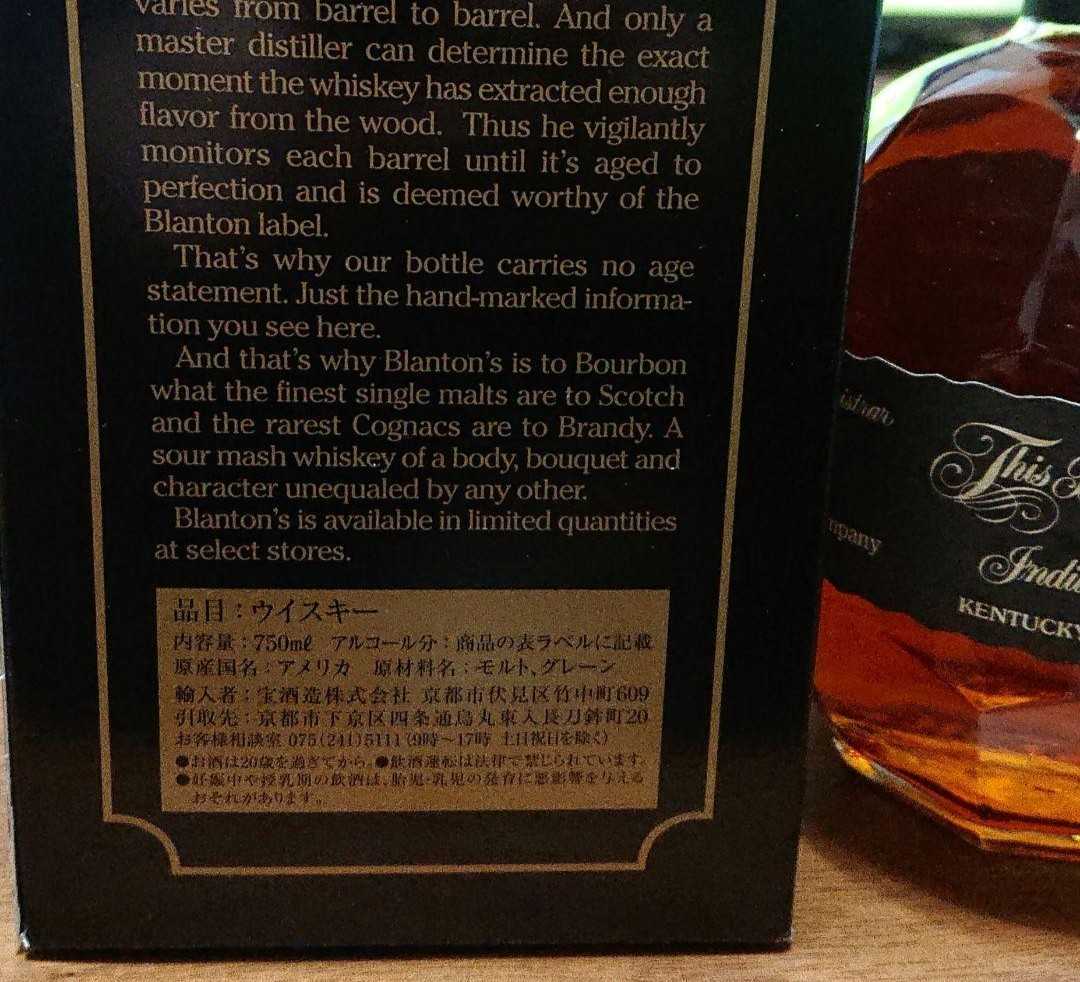 varies from barrel to barrel. And only a
master distiller can determine the exact
moment the whiskey has extracted enough
flavor from the wood. Thus he vigilantly
monitors each barrel until it's aged to
perfection and is deemed worthy of the
Blanton label.
That's why our bottle carries no age
statement. Just the hand-marked informa-
tion you see here.
And that's why Blanton's is to Bourbon
what the finest single malts are to Scotch
and the rarest Cognacs are to Brandy. A
sour mash whiskey of a body, bouquet and
character unequaled by any other.
Blanton's is available in limited quantities
at select stores.
品目：ウイスキー
内容量：750mℓ アルコール分：商品の表ラベルに記載
原産国名：アメリカ 原材料名：モルト、グレーン
輸入者：宝酒造株式会社 京都市伏見区竹中町609
引取先：京都市下京区四条通烏丸東入長刀鉾町20
お客様相談室 075(241)5111(9時〜17時 土日祝日を除く)
●お酒は20歳を過ぎてから。●飲酒運転は法律で禁じられています。
●妊娠中や授乳期の飲酒は、胎児・乳児の発育に悪影響を与える
おそれがあります。
istrar
This
mpany
Indi
KENTUCKY